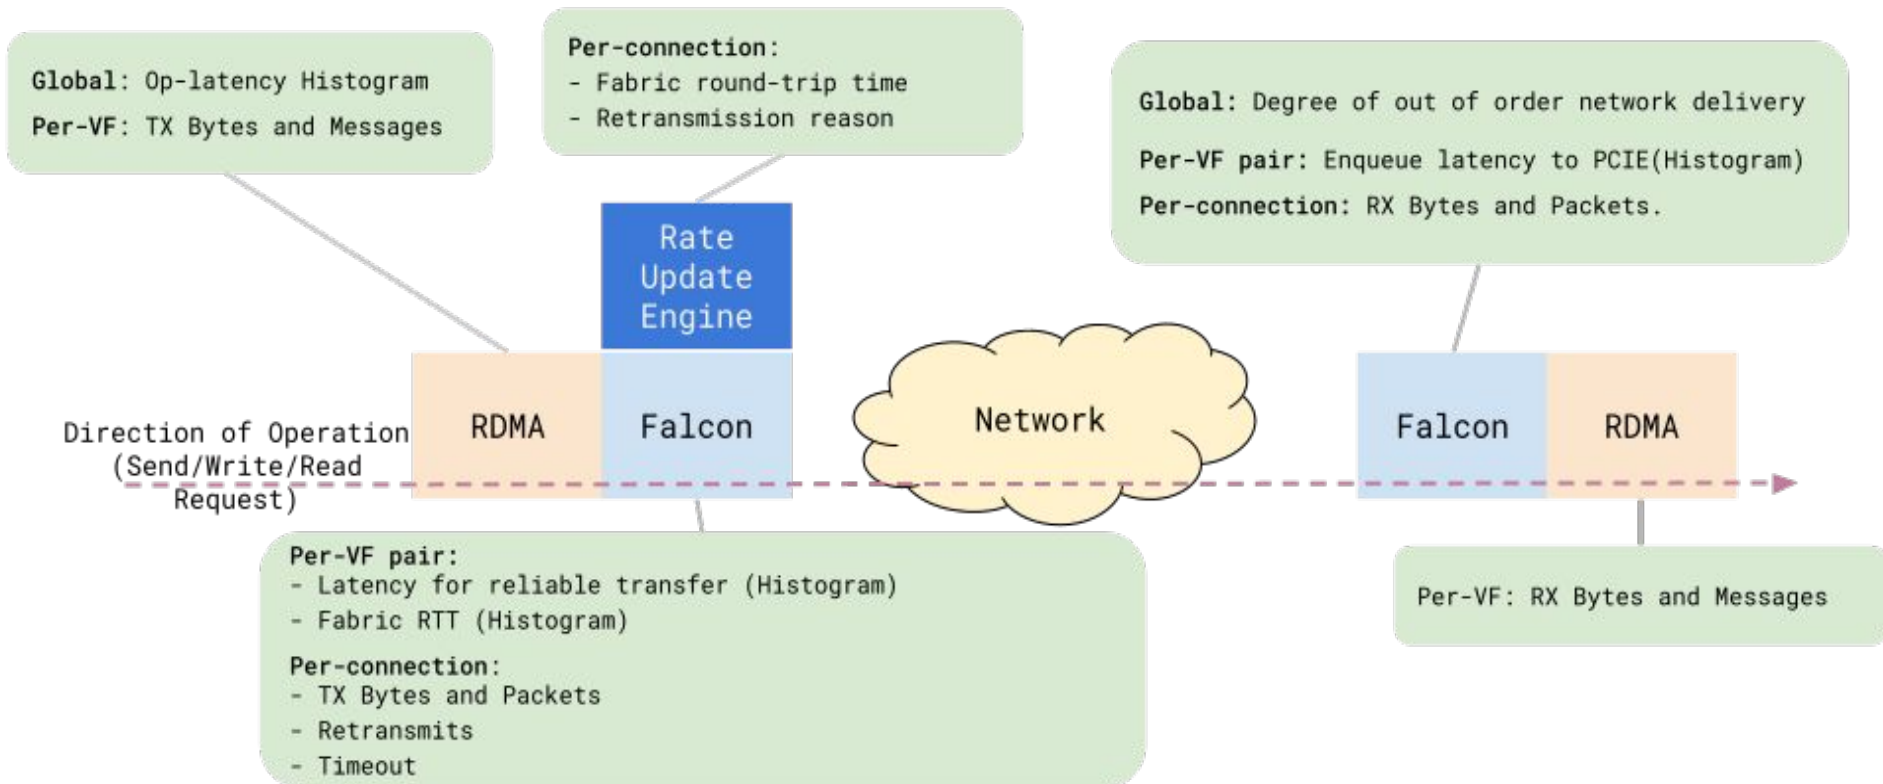 Global: Op-latency Histogram
Per-VF: TX Bytes and Messages
Per-connection:
- Fabric round-trip time
- Retransmission reason
Global: Degree of out of order network delivery
Per-VF pair: Enqueue latency to PCIE(Histogram)
Per-connection: RX Bytes and Packets.
Rate
Update
Engine
Direction of Operation
(Send/Write/Read
Request)
RDMA
Falcon
Network
Falcon
RDMA
Per-VF pair:
- Latency for reliable transfer (Histogram)
- Fabric RTT (Histogram)
Per-connection:
- TX Bytes and Packets
- Retransmits
- Timeout
Per-VF: RX Bytes and Messages